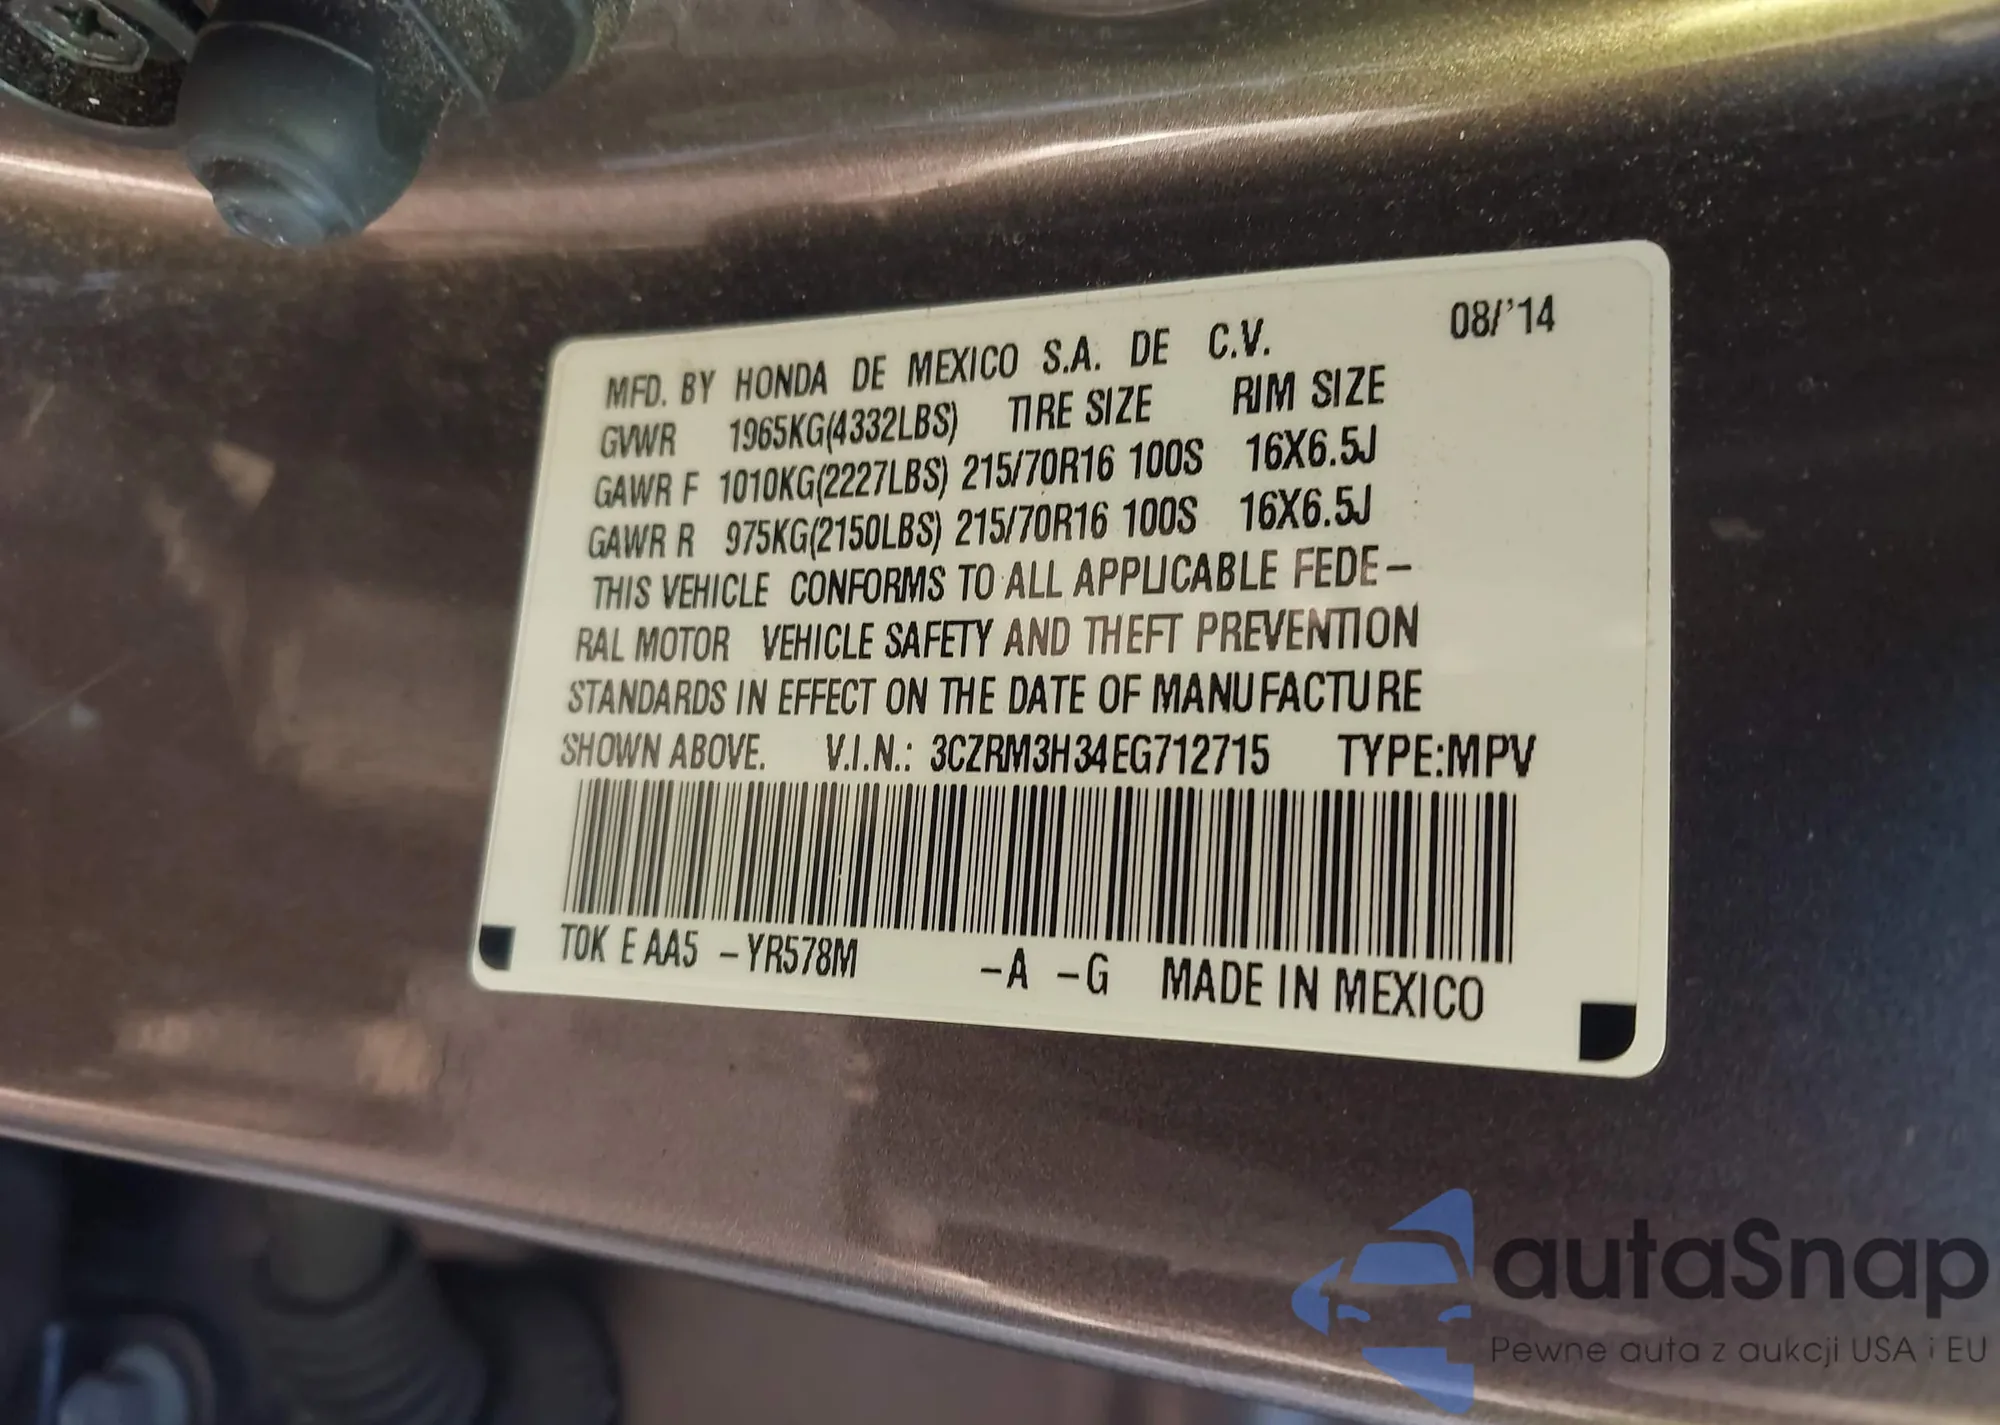 MFD. BY HONDA DE MEXICO S.A. DE C.V. 08/'14
GVWR 1965KG(4332LBS) TIRE SIZE RIM SIZE
GAWR F 1010KG(2227LBS) 215/70R16 100S 16X6.5J
GAWR R 975KG(2150LBS) 215/70R16 100S 16X6.5J
THIS VEHICLE CONFORMS TO ALL APPLICABLE FEDE-
RAL MOTOR VEHICLE SAFETY AND THEFT PREVENTION
STANDARDS IN EFFECT ON THE DATE OF MANUFACTURE
SHOWN ABOVE. V.I.N.: 3CZRM3H34EG712715 TYPE:MPV
T0K E AA5 -YR578M -A -G MADE IN MEXICO
autaSnap
Pewne auta z aukcji USA i EU